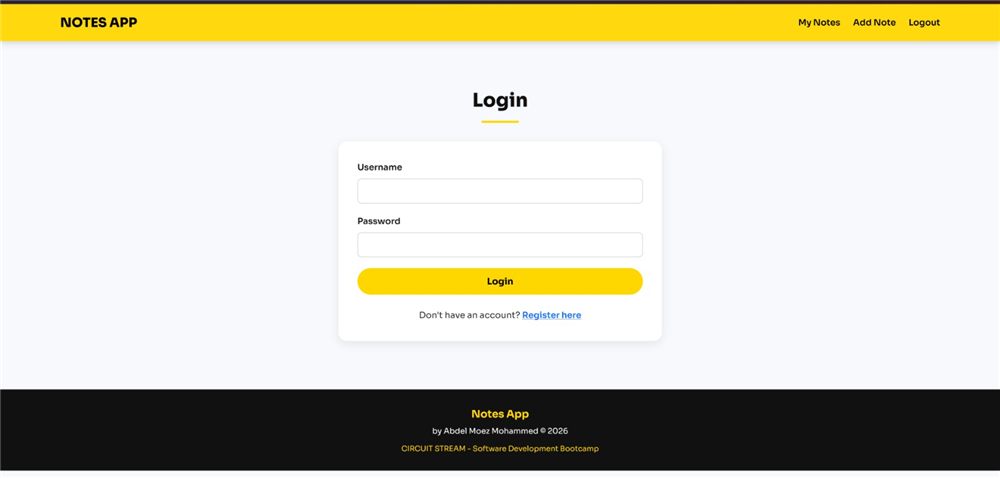 NOTES APP
My Notes Add Note Logout
Login
Username
Password
Login
Don't have an account? Register here
Notes App
by Abdel Moez Mohammed © 2026
CIRCUIT STREAM - Software Development Bootcamp